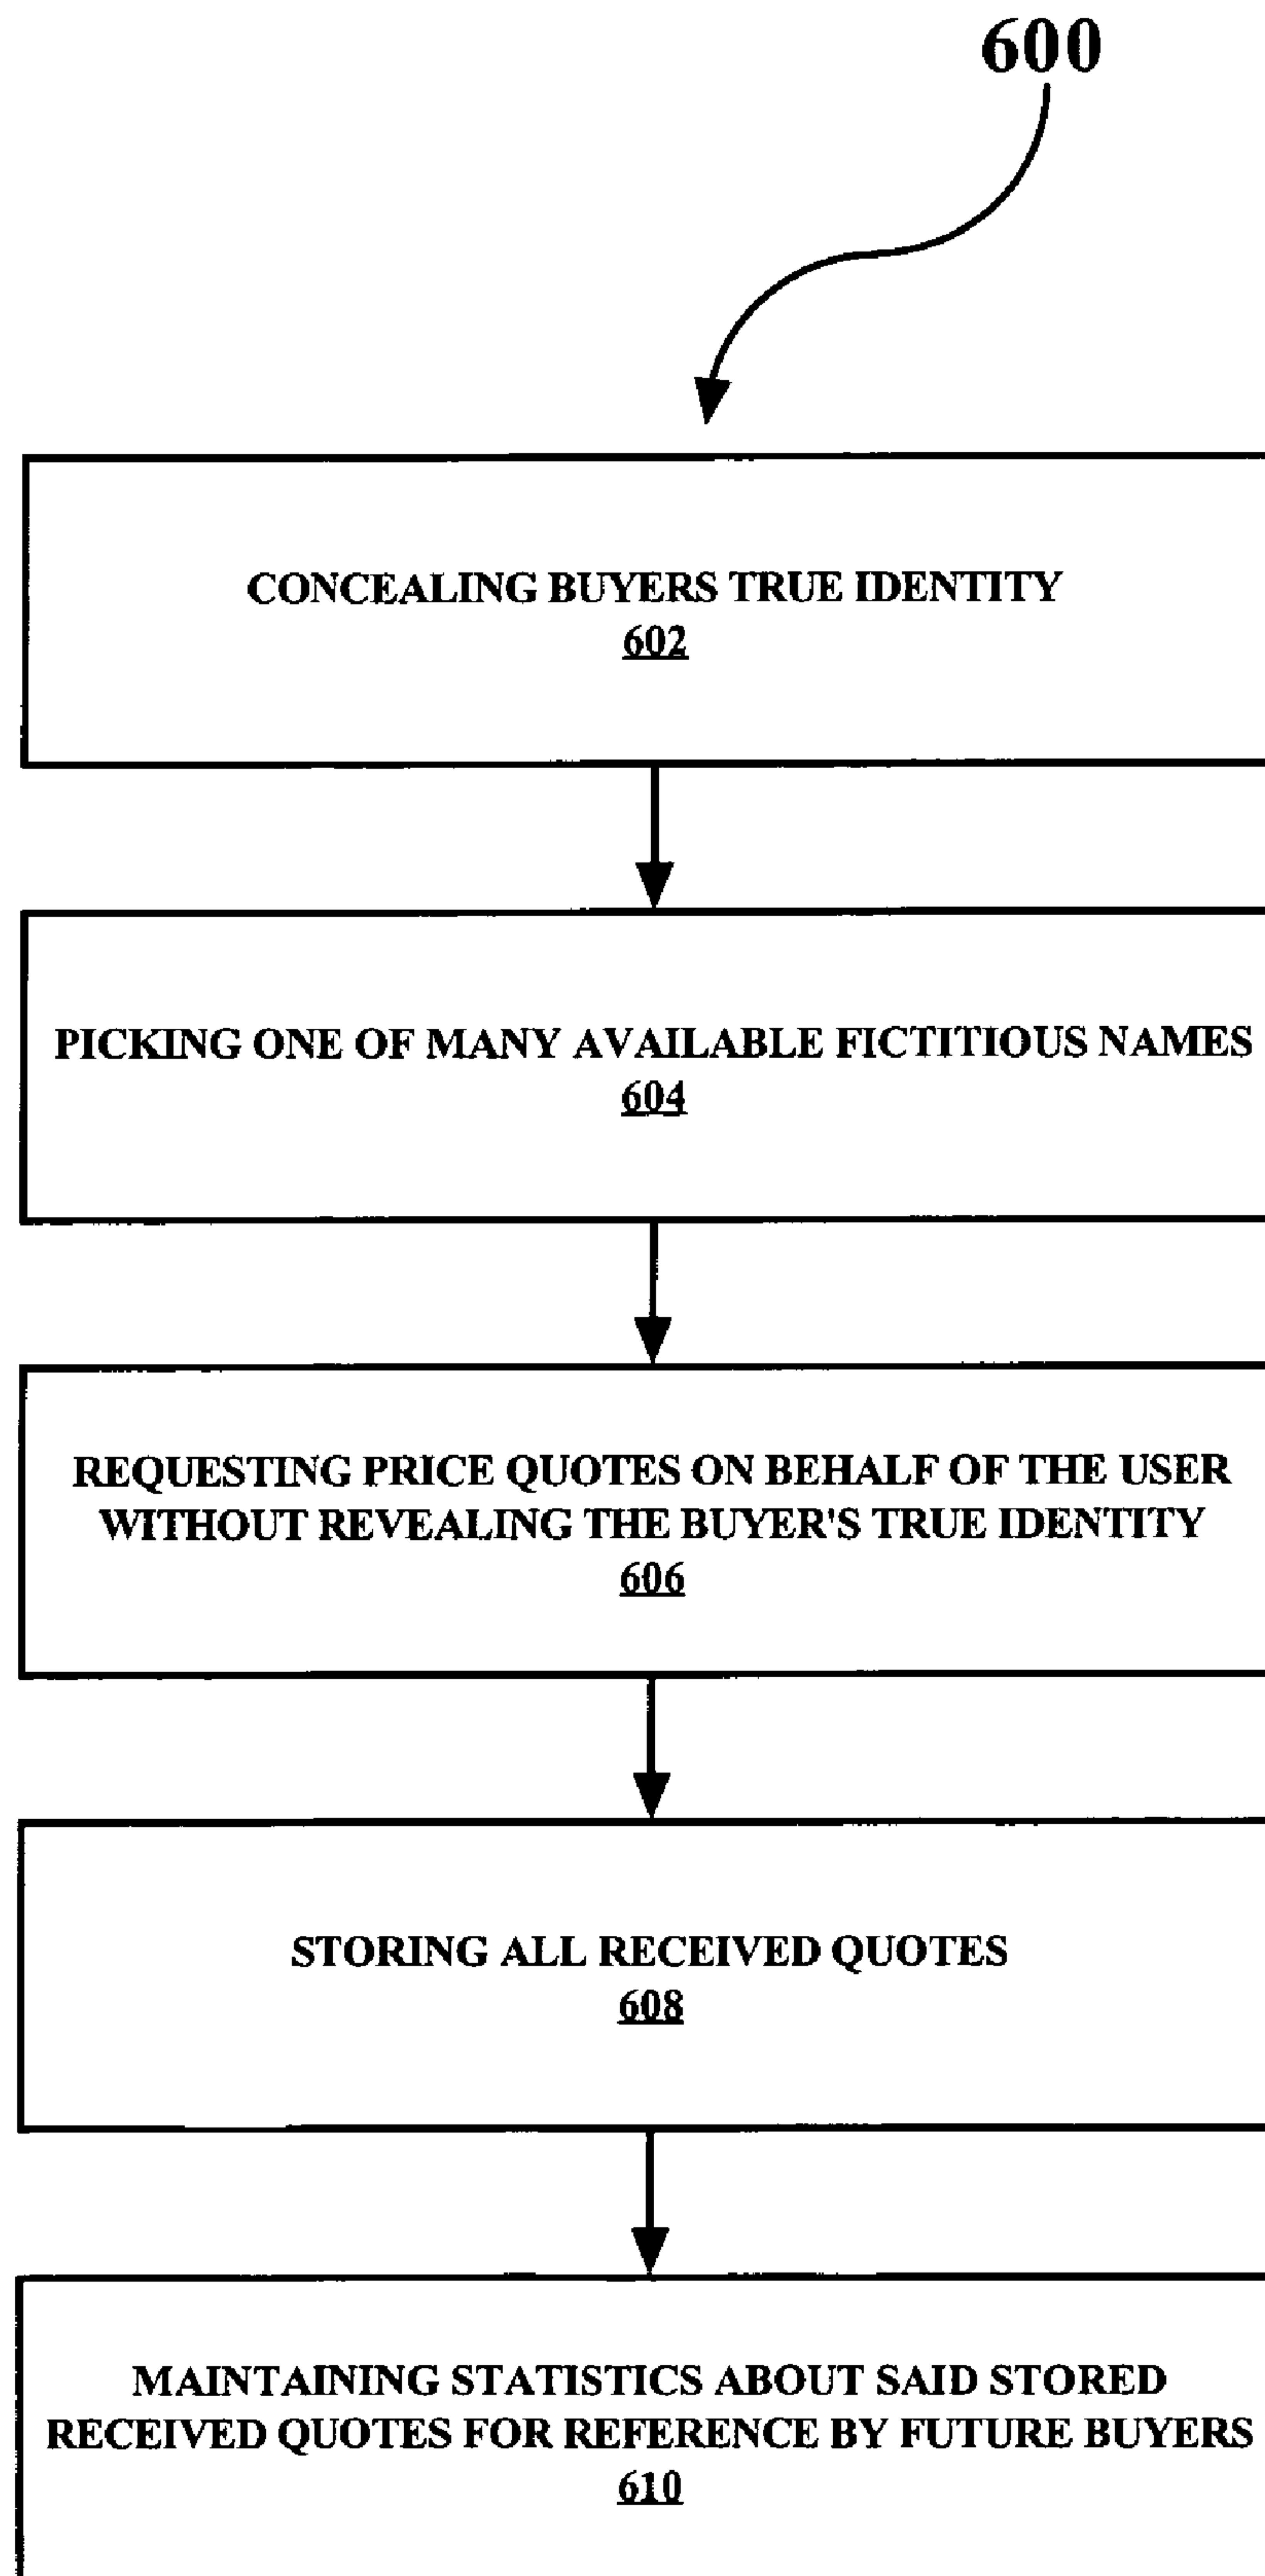 600
CONCEALING BUYERS TRUE IDENTITY
602
PICKING ONE OF MANY AVAILABLE FICTITIOUS NAMES
604
REQUESTING PRICE QUOTES ON BEHALF OF THE USER
WITHOUT REVEALING THE BUYER'S TRUE IDENTITY
606
STORING ALL RECEIVED QUOTES
608
MAINTAINING STATISTICS ABOUT SAID STORED
RECEIVED QUOTES FOR REFERENCE BY FUTURE BUYERS
610